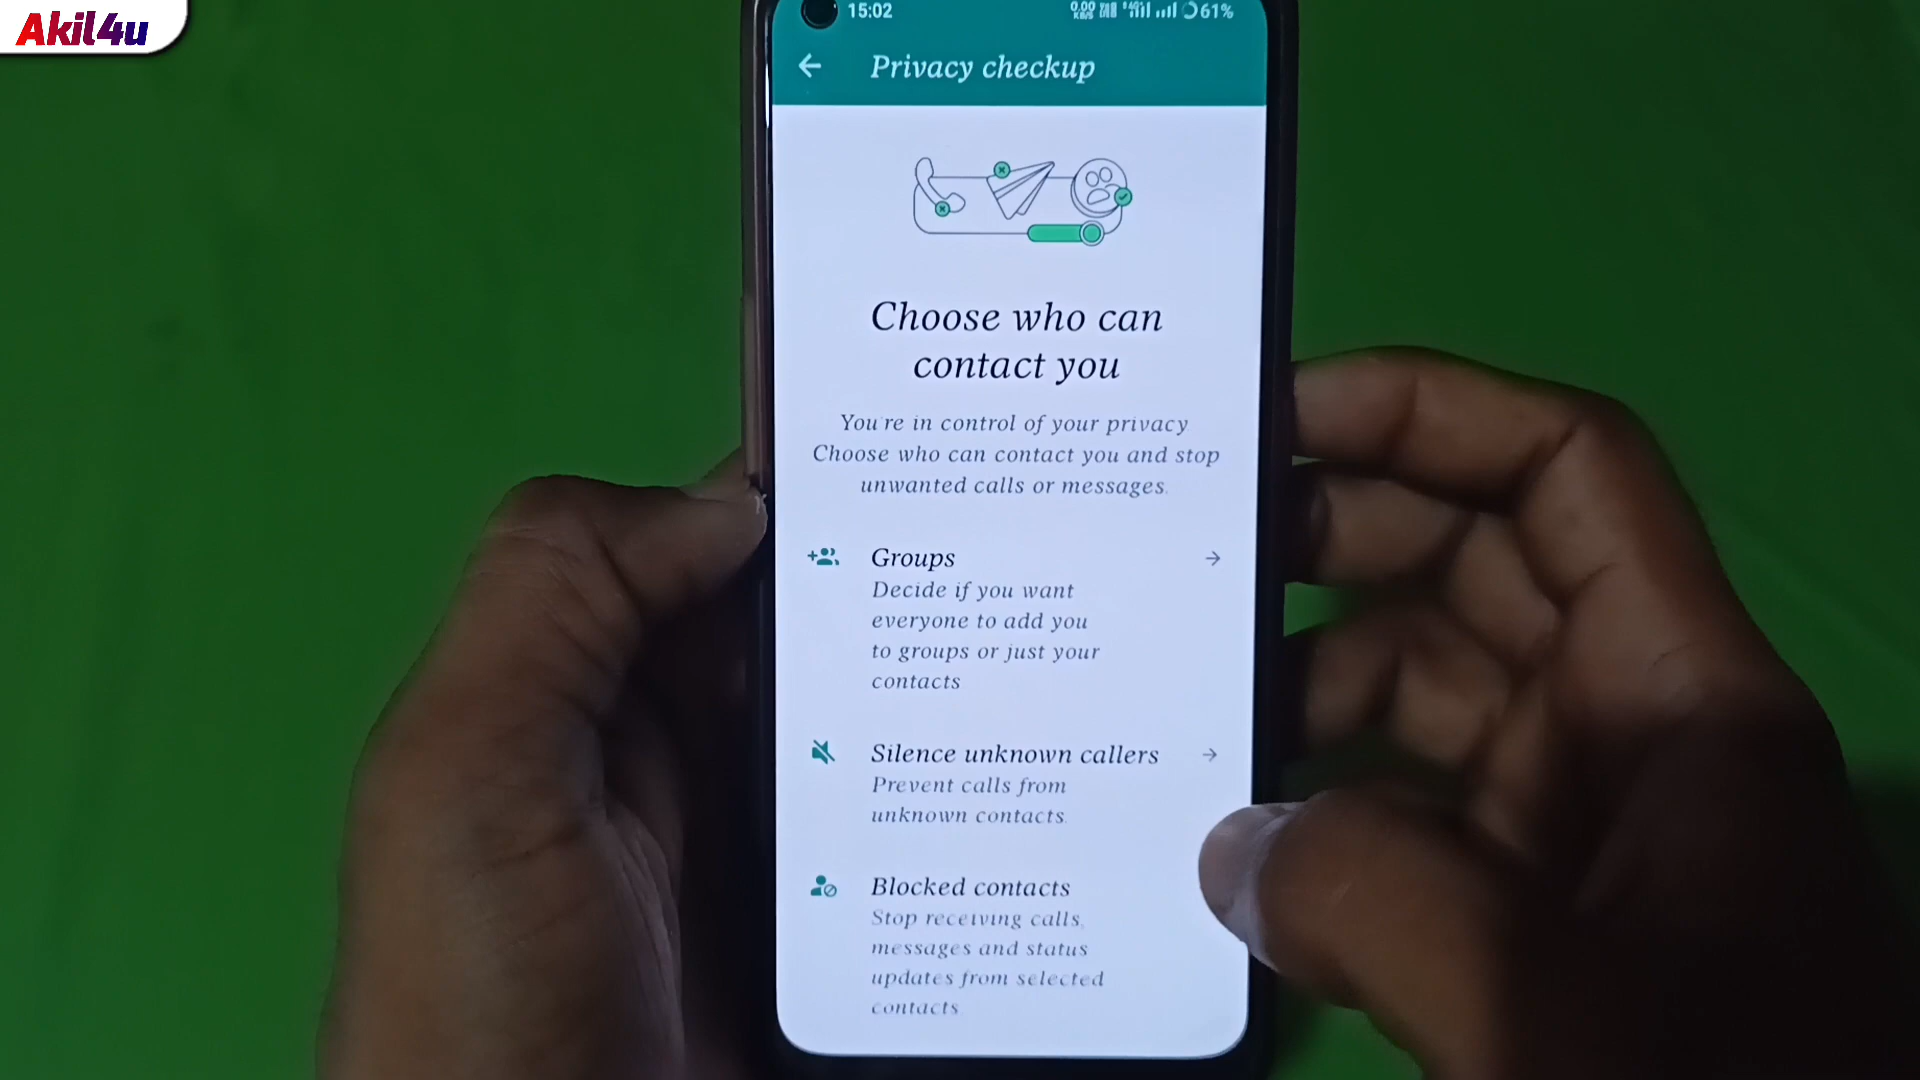 Akil4u
15:02
0.00 KB/S 61%
Privacy checkup
Choose who can
contact you
You're in control of your privacy
Choose who can contact you and stop
unwanted calls or messages.
Groups
Decide if you want
everyone to add you
to groups or just your
contacts
Silence unknown callers
Prevent calls from
unknown contacts.
Blocked contacts
Stop receiving calls,
messages and status
updates from selected
contacts